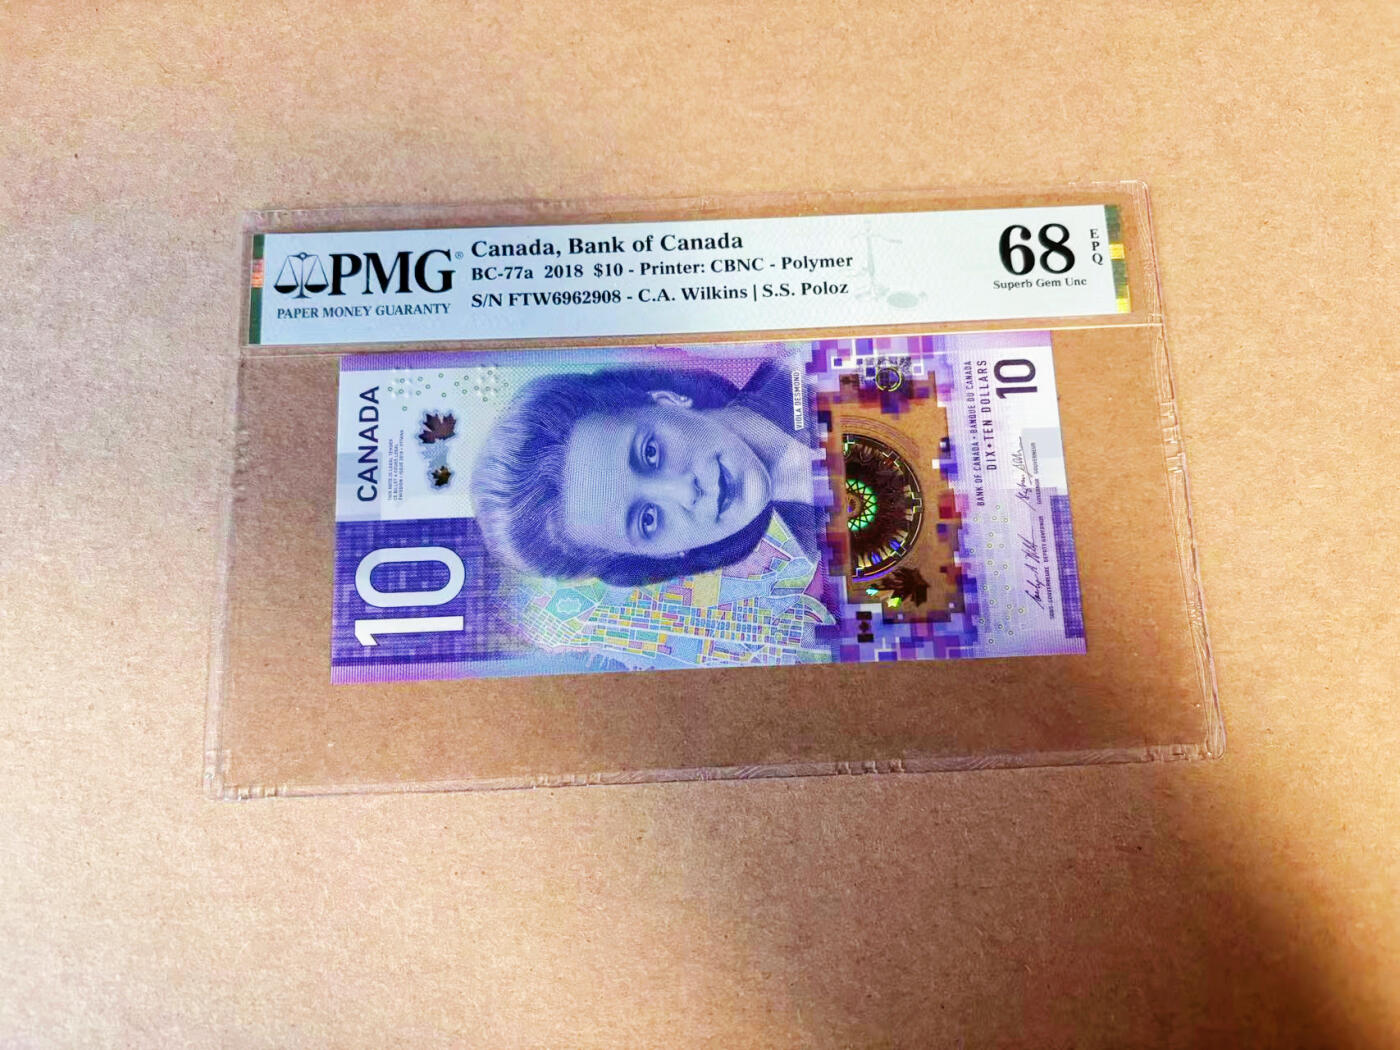 PMG®
PAPER MONEY GUARANTY
Canada, Bank of Canada
BC-77a 2018 $10 - Printer: CBNC - Polymer
S/N FTW6962908 - C.A. Wilkins | S.S. Poloz
68
EPQ
Superb Gem Unc
CANADA
10
VIOLA DESMOND
BANK OF CANADA • BANQUE DU CANADA
DIX • TEN DOLLARS
10